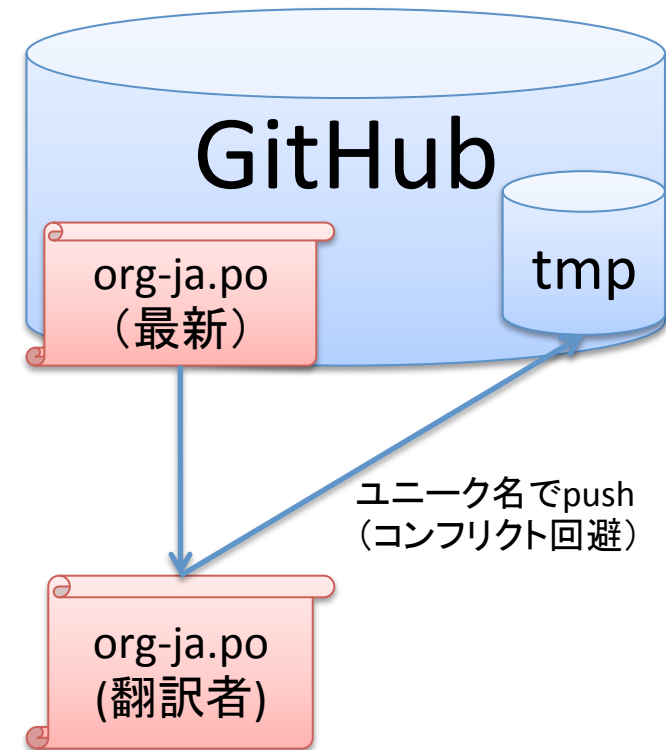 GitHub
tmp
org-ja.po
（最新）
ユニーク名でpush
（コンフリクト回避）
org-ja.po
(翻訳者)